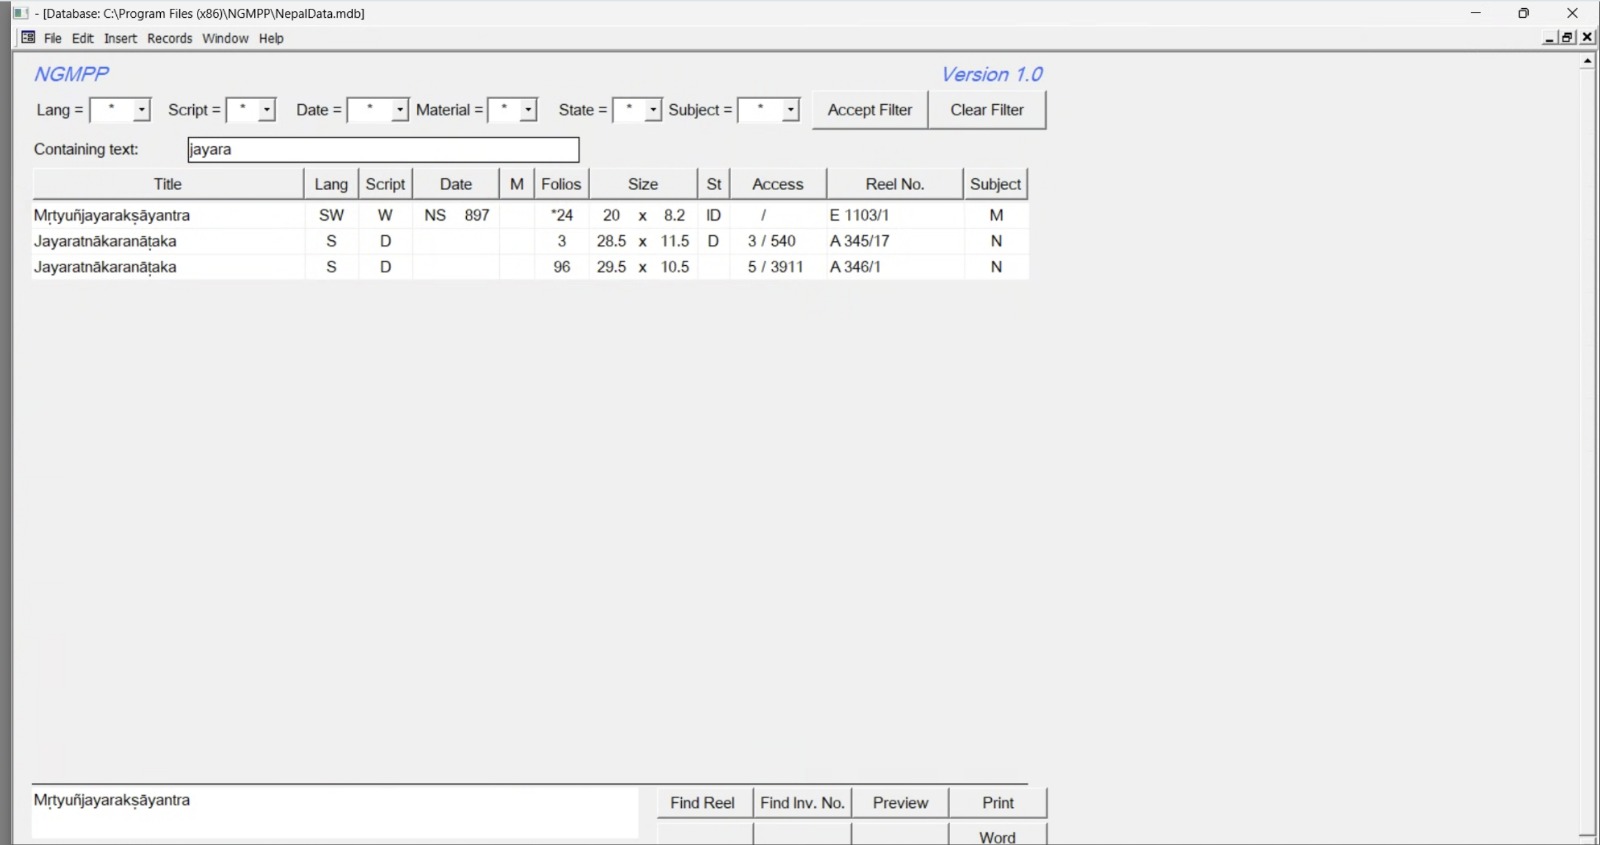 - [Database: C:\Program Files (x86)\NGMPP\NepalData.mdb]
File Edit Insert Records Window Help
NGMPP Version 1.0
Lang = * Script = * Date = * Material = * State = * Subject = * Accept Filter Clear Filter
Containing text: jayara
Title Lang Script Date M Folios Size St Access Reel No. Subject
Mṛtyuñjayarakṣāyantra SW W NS 897 *24 20 x 8.2 ID / E 1103/1 M
Jayaratnākaranāṭaka S D 3 28.5 x 11.5 D 3 / 540 A 345/17 N
Jayaratnākaranāṭaka S D 96 29.5 x 10.5 5 / 3911 A 346/1 N
Mṛtyuñjayarakṣāyantra Find Reel Find Inv. No. Preview Print
Word